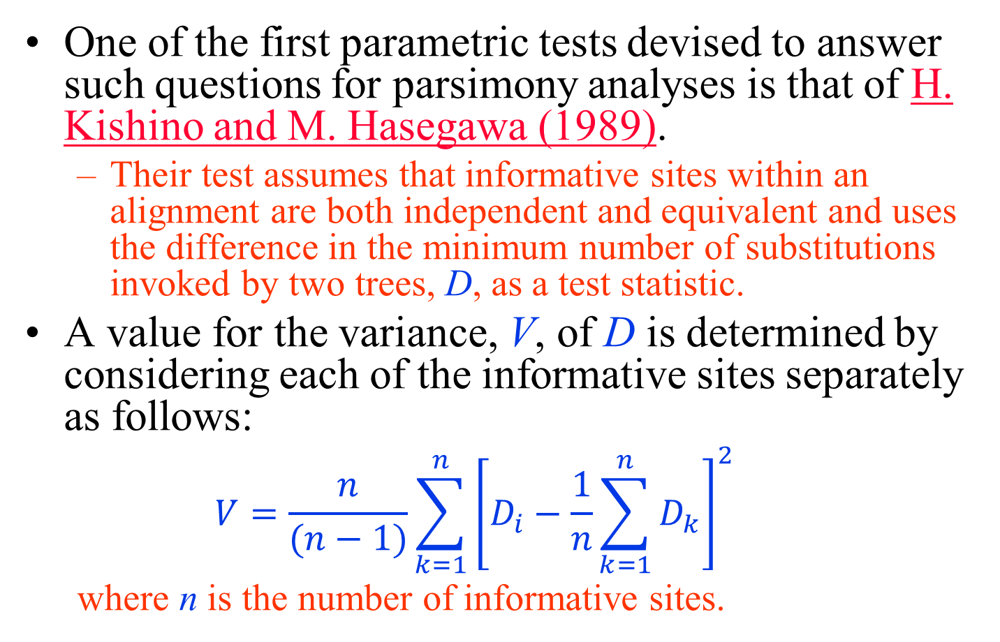 • One of the first parametric tests devised to answer
such questions for parsimony analyses is that of H.
Kishino and M. Hasegawa (1989).
– Their test assumes that informative sites within an
alignment are both independent and equivalent and uses
the difference in the minimum number of substitutions
invoked by two trees, D, as a test statistic.
• A value for the variance, V, of D is determined by
considering each of the informative sites separately
as follows:
V = \frac{n}{(n-1)} \sum_{k=1}^{n} \left[ D_i - \frac{1}{n} \sum_{k=1}^{n} D_k \right]^2
where n is the number of informative sites.